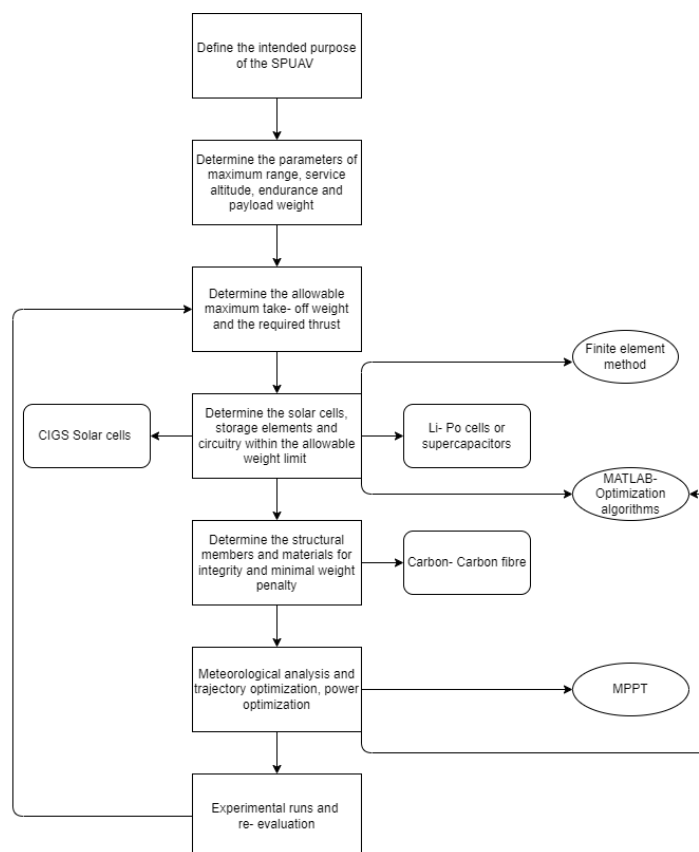 Define the intended purpose
of the SPUAV
Determine the parameters of
maximum range, service
altitude, endurance and
payload weight
Determine the allowable
maximum take- off weight
and the required thrust
Finite element
method
CIGS Solar cells
Determine the solar cells,
storage elements and
circuitry within the allowable
weight limit
Li- Po cells or
supercapacitors
MATLAB-
Optimization
algorithms
Determine the structural
members and materials for
integrity and minimal weight
penalty
Carbon- Carbon fibre
Meteorological analysis and
trajectory optimization, power
optimization
MPPT
Experimental runs and
re- evaluation